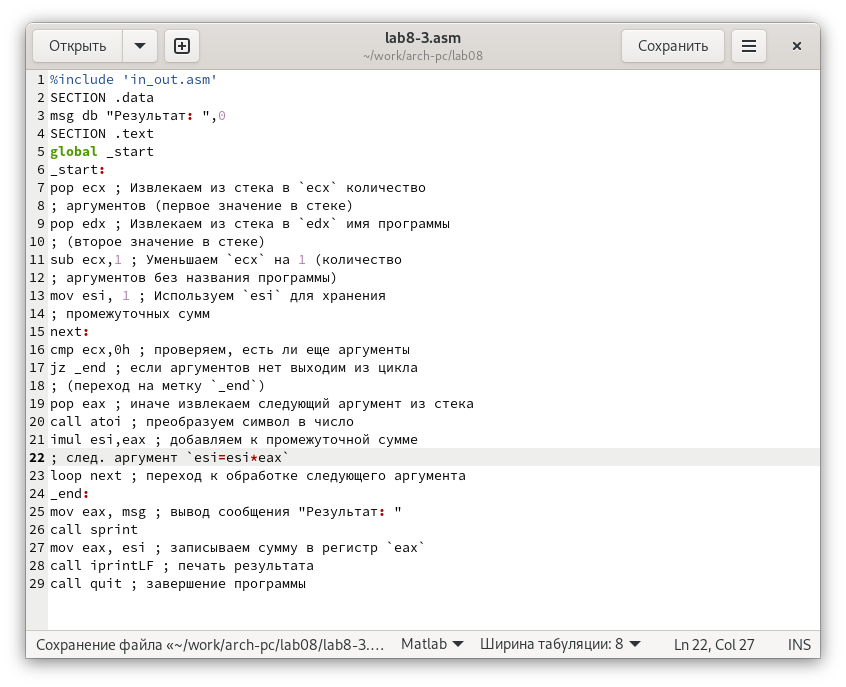 Открыть
lab8-3.asm
~/work/arch-pc/lab08
Сохранить
1 %include 'in_out.asm'
2 SECTION .data
3 msg db "Результат: ",0
4 SECTION .text
5 global _start
6 _start:
7 pop ecx ; Извлекаем из стека в `ecx` количество
8 ; аргументов (первое значение в стеке)
9 pop edx ; Извлекаем из стека в `edx` имя программы
10 ; (второе значение в стеке)
11 sub ecx,1 ; Уменьшаем `ecx` на 1 (количество
12 ; аргументов без названия программы)
13 mov esi, 1 ; Используем `esi` для хранения
14 ; промежуточных сумм
15 next:
16 cmp ecx,0h ; проверяем, есть ли еще аргументы
17 jz _end ; если аргументов нет выходим из цикла
18 ; (переход на метку `_end`)
19 pop eax ; иначе извлекаем следующий аргумент из стека
20 call atoi ; преобразуем символ в число
21 imul esi,eax ; добавляем к промежуточной сумме
22 ; след. аргумент `esi=esi*eax`
23 loop next ; переход к обработке следующего аргумента
24 _end:
25 mov eax, msg ; вывод сообщения "Результат: "
26 call sprint
27 mov eax, esi ; записываем сумму в регистр `eax`
28 call iprintLF ; печать результата
29 call quit ; завершение программы
Сохранение файла «~/work/arch-pc/lab08/lab8-3.… Matlab Ширина табуляции: 8 Ln 22, Col 27 INS